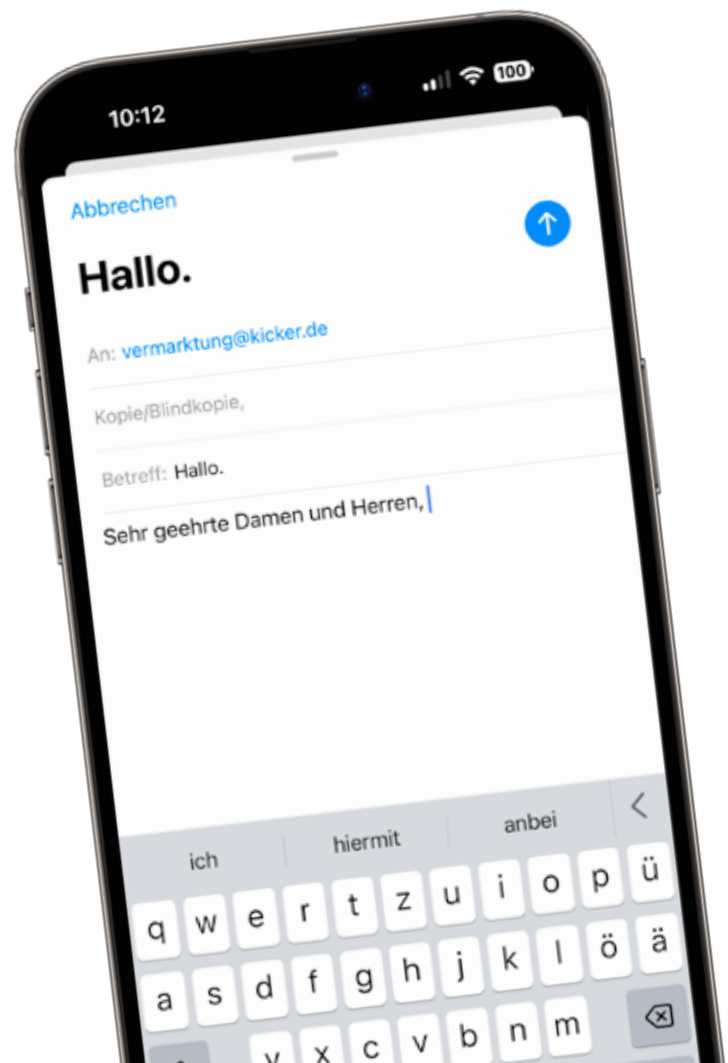 10:12 100
Abbrechen
Hallo.
An: vermarktung@kicker.de
Kopie/Blindkopie,
Betreff: Hallo.
Sehr geehrte Damen und Herren,
ich hiermit anbei
q w e r t z u i o p ü
a s d f g h j k l ö ä
y x c v b n m